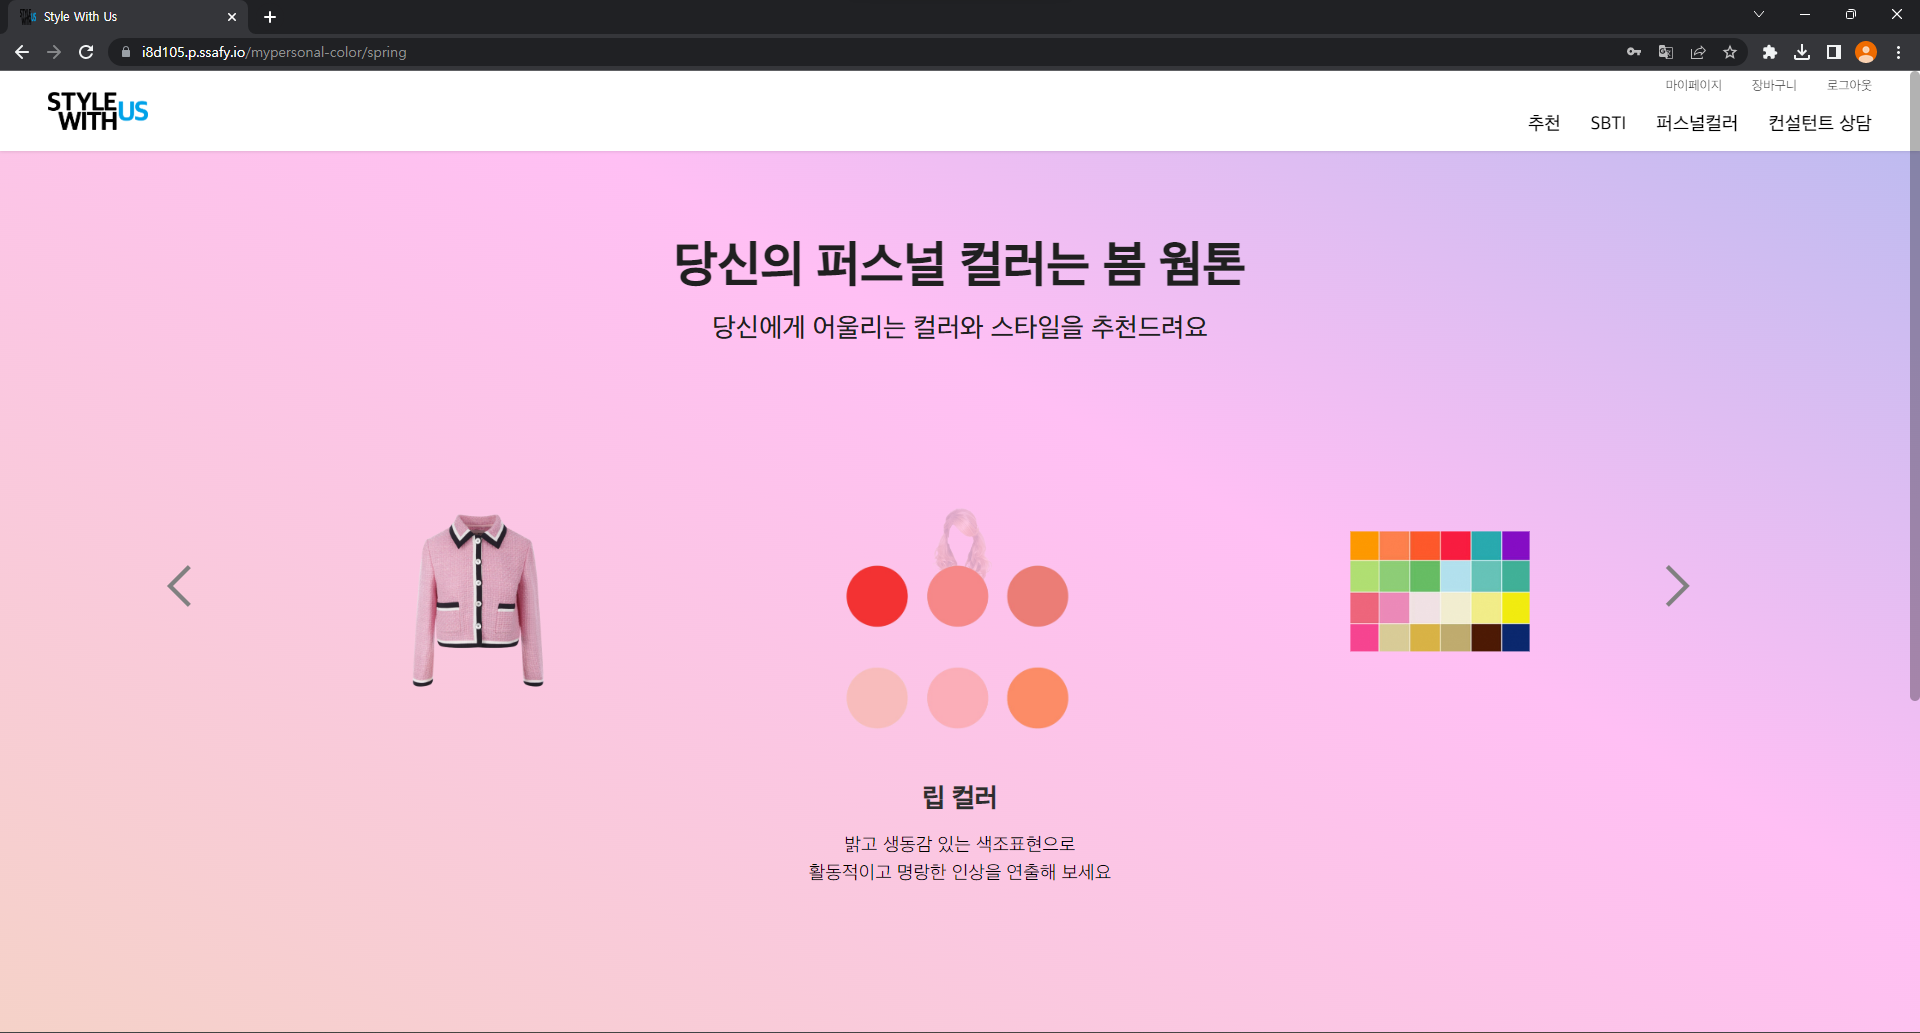 Style With Us
i8d105.p.ssafy.io/mypersonal-color/spring
마이페이지 장바구니 로그아웃
STYLE
WITH US
추천 SBTI 퍼스널컬러 컨설턴트 상담
당신의 퍼스널 컬러는 봄 웜톤
당신에게 어울리는 컬러와 스타일을 추천드려요
립 컬러
밝고 생동감 있는 색조표현으로
활동적이고 명랑한 인상을 연출해 보세요